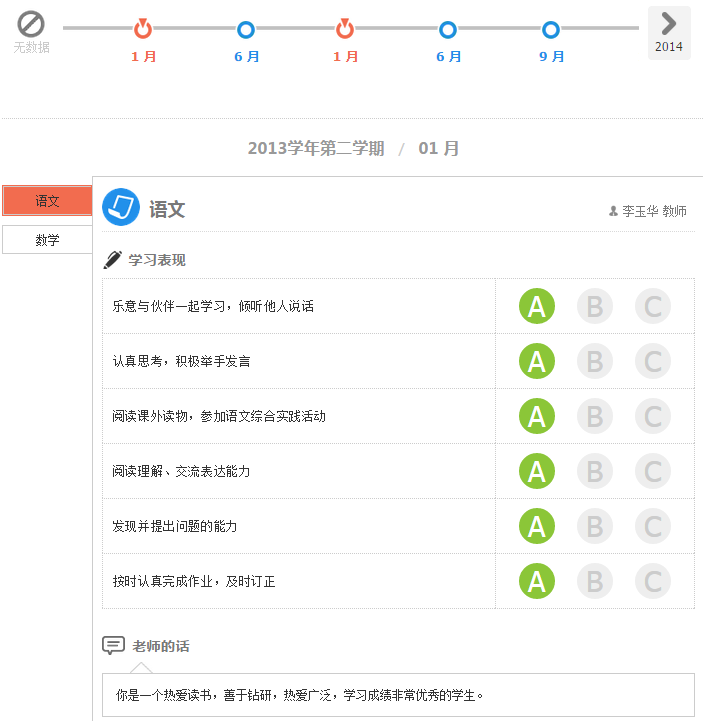 无数据
1 月
6 月
1 月
6 月
9 月
2014
2013学年第二学期 / 01 月
语文
数学
语文
李玉华 教师
学习表现
乐意与伙伴一起学习，倾听他人说话 A B C
认真思考，积极举手发言 A B C
阅读课外读物，参加语文综合实践活动 A B C
阅读理解、交流表达能力 A B C
发现并提出问题的能力 A B C
按时认真完成作业，及时订正 A B C
老师的话
你是一个热爱读书，善于钻研，热爱广泛，学习成绩非常优秀的学生。